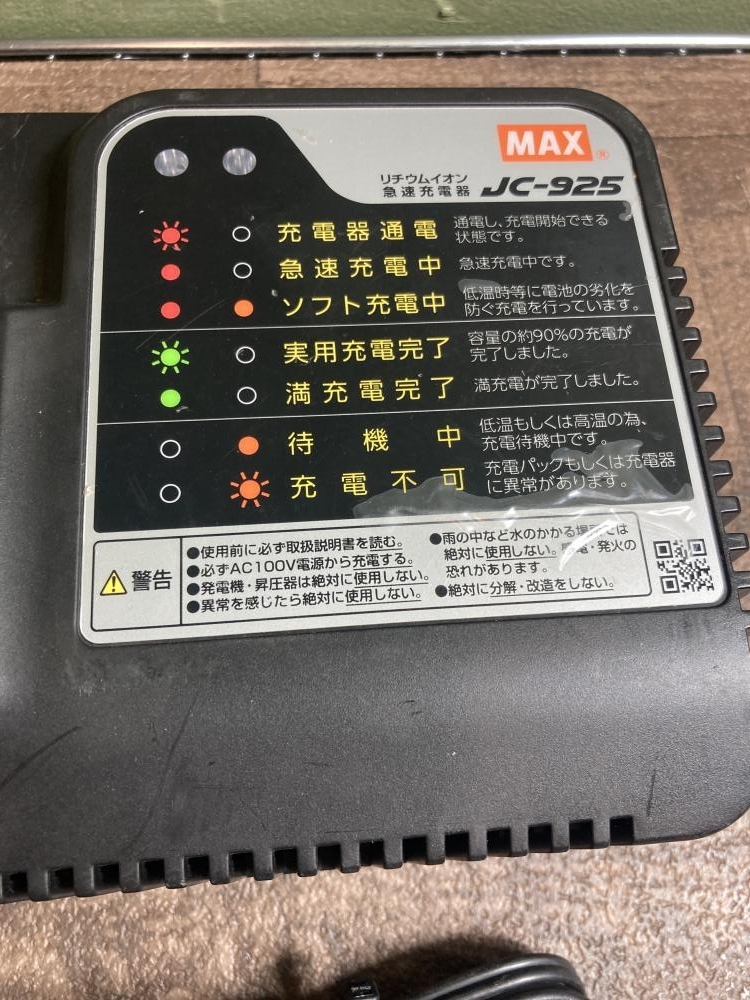 MAX®
リチウムイオン
急速充電器 JC-925
充電器通電 通電し、充電開始できる
状態です。
急速充電中 急速充電中です。
ソフト充電中 低温時等に電池の劣化を
防ぐ充電を行っています。
実用充電完了 容量の約90%の充電が
完了しました。
満充電完了 満充電が完了しました。
待機中 低温もしくは高温の為、
充電待機中です。
充電不可 充電パックもしくは充電器
に異常があります。
警告
●使用前に必ず取扱説明書を読む。
●必ずAC100V電源から充電する。
●発電機・昇圧器は絶対に使用しない。
●異常を感じたら絶対に使用しない。
●雨の中など水のかかる場では
絶対に使用しない。電・発火の
恐れがあります。
●絶対に分解・改造をしない。